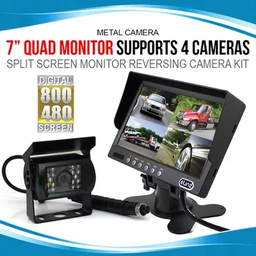 METAL CAMERA
7” QUAD MONITOR SUPPORTS 4 CAMERAS
SPLIT SCREEN MONITOR REVERSING CAMERA KIT
DIGITAL
800
480
SCREEN